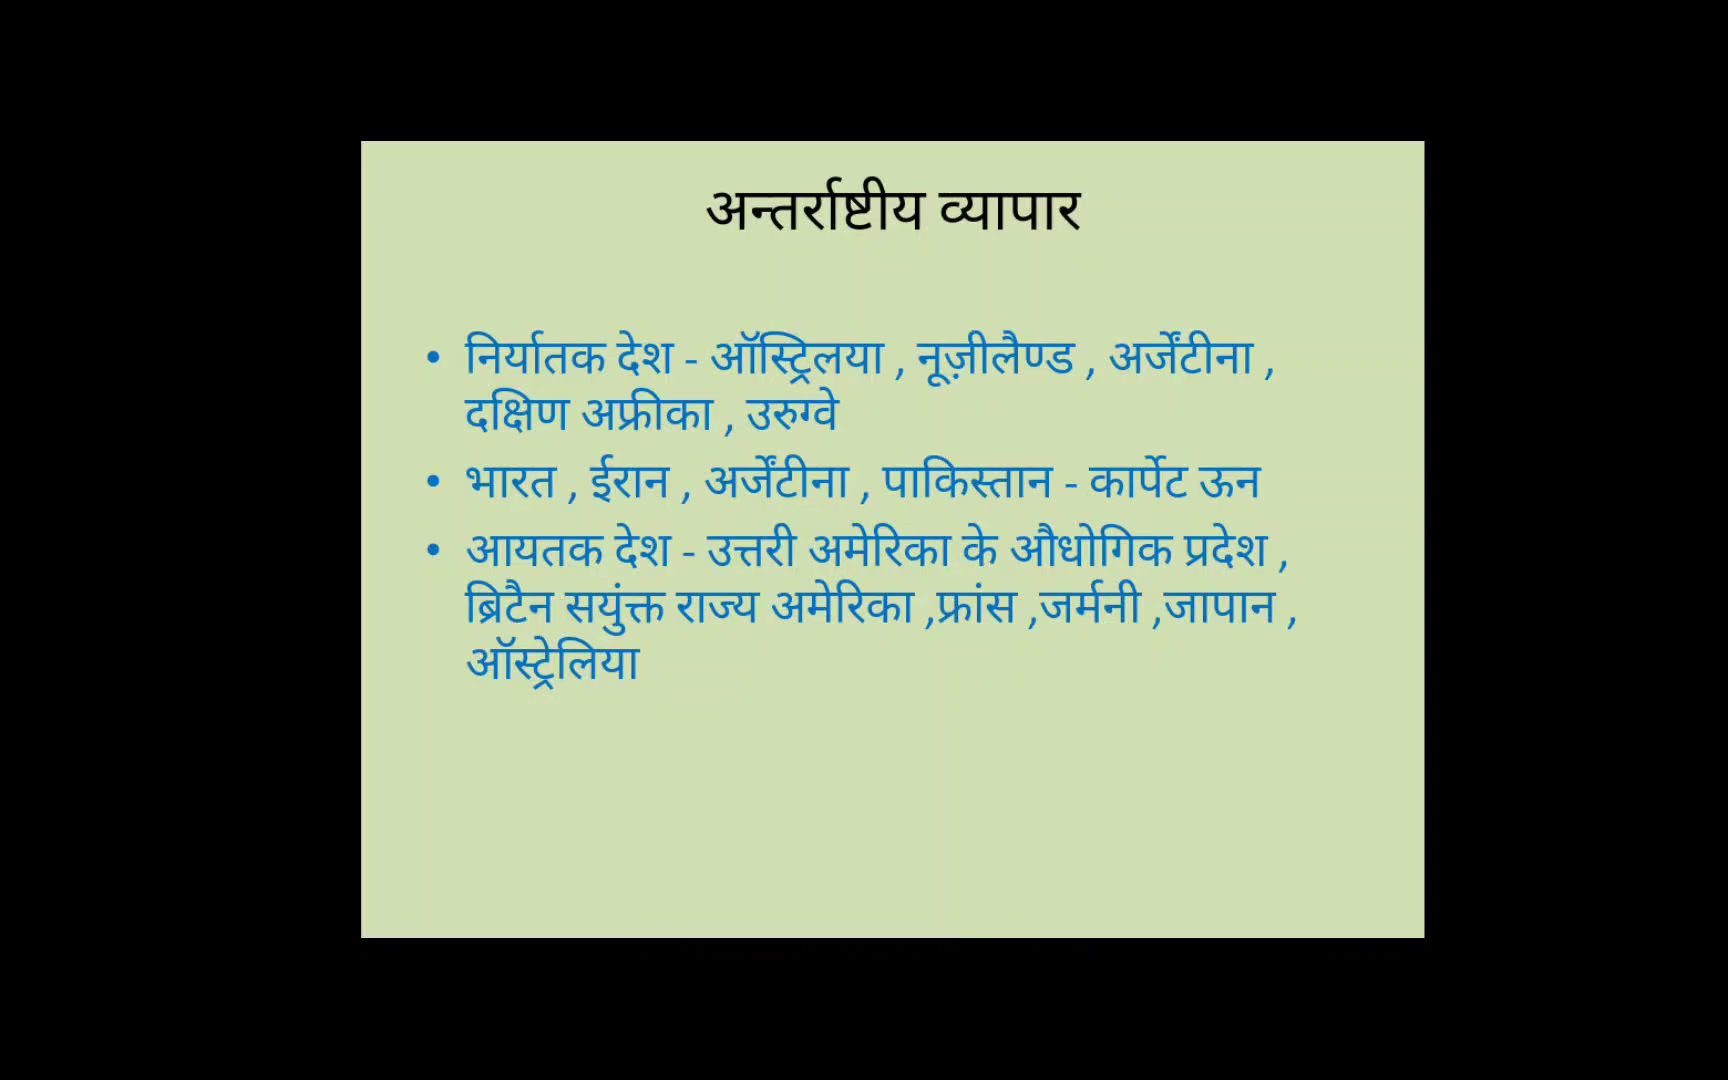 अन्तर्राष्टीय व्यापार
• निर्यातक देश - ऑस्ट्रिलया , नूज़ीलैण्ड , अर्जेंटीना ,
दक्षिण अफ्रीका , उरुग्वे
• भारत , ईरान , अर्जेंटीना , पाकिस्तान - कार्पेट ऊन
• आयतक देश - उत्तरी अमेरिका के औधोगिक प्रदेश ,
ब्रिटैन सयुंक्त राज्य अमेरिका ,फ्रांस ,जर्मनी ,जापान ,
ऑस्ट्रेलिया